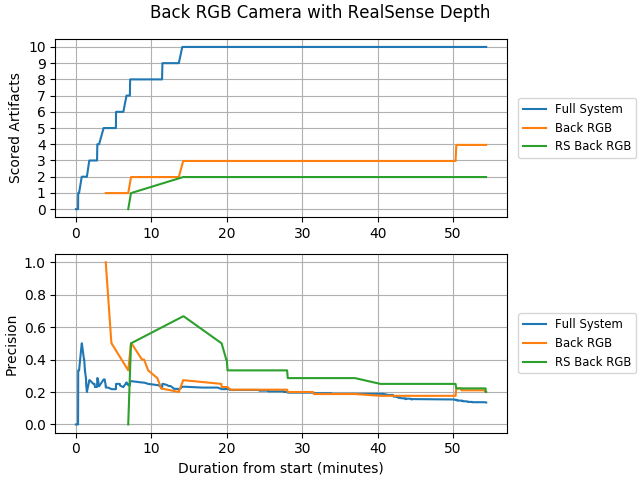 Back RGB Camera with RealSense Depth
Scored Artifacts
10
9
8
7
6
5
4
3
2
1
0
0 10 20 30 40 50
Full System
Back RGB
RS Back RGB
Precision
1.0
0.8
0.6
0.4
0.2
0.0
0 10 20 30 40 50
Duration from start (minutes)
Full System
Back RGB
RS Back RGB